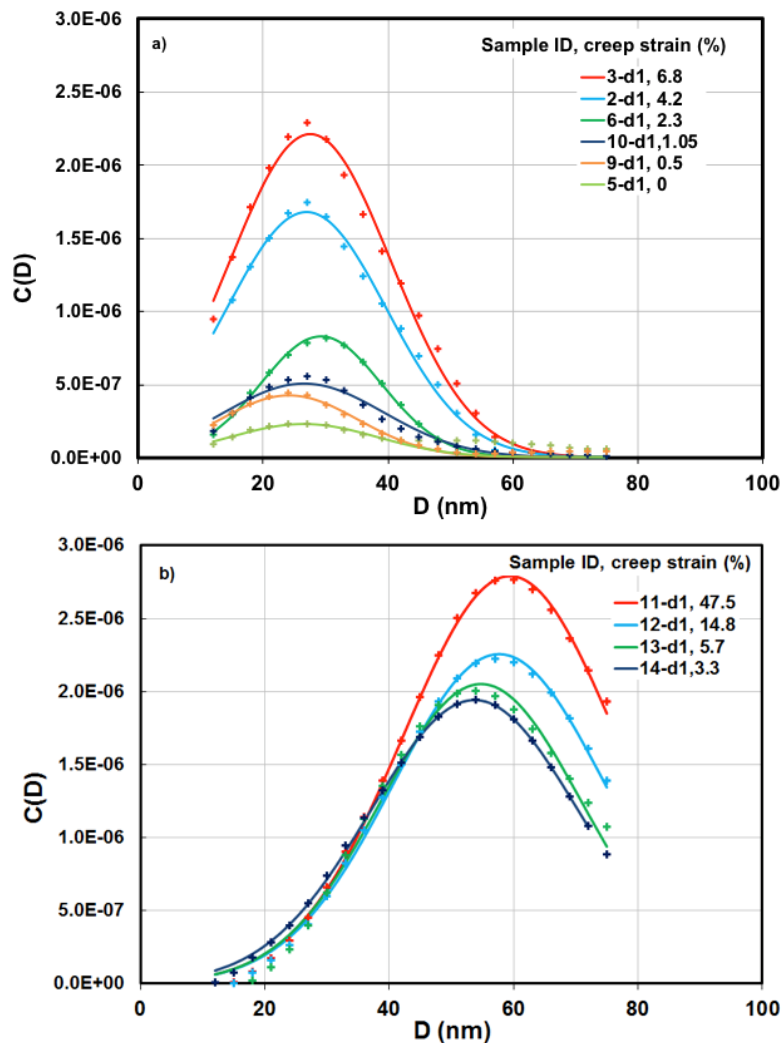 a)
Sample ID, creep strain (%)
3-d1, 6.8
2-d1, 4.2
6-d1, 2.3
10-d1,1.05
9-d1, 0.5
5-d1, 0
3.0E-06
2.5E-06
2.0E-06
1.5E-06
1.0E-06
5.0E-07
0.0E+00
C(D)
0
20
40
60
80
100
D (nm)
b)
Sample ID, creep strain (%)
11-d1, 47.5
12-d1, 14.8
13-d1, 5.7
14-d1,3.3
3.0E-06
2.5E-06
2.0E-06
1.5E-06
1.0E-06
5.0E-07
0.0E+00
C(D)
0
20
40
60
80
100
D (nm)